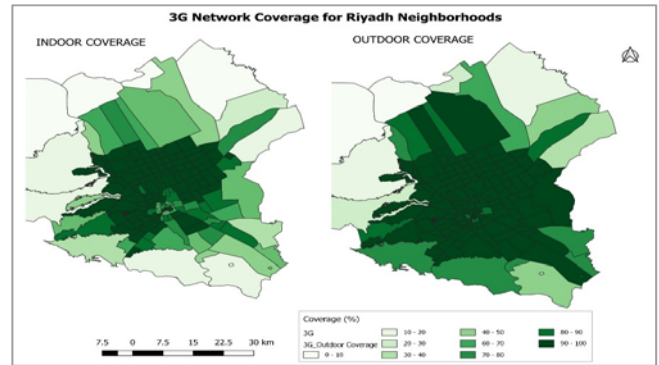 3G Network Coverage for Riyadh Neighborhoods
INDOOR COVERAGE
OUTDOOR COVERAGE
Coverage (%)
3G
3G_Outdoor Coverage
0 - 10
10 - 20
20 - 30
30 - 40
40 - 50
60 - 70
70 - 80
80 - 90
90 - 100
7.5 0 7.5 15 22.5 30 km